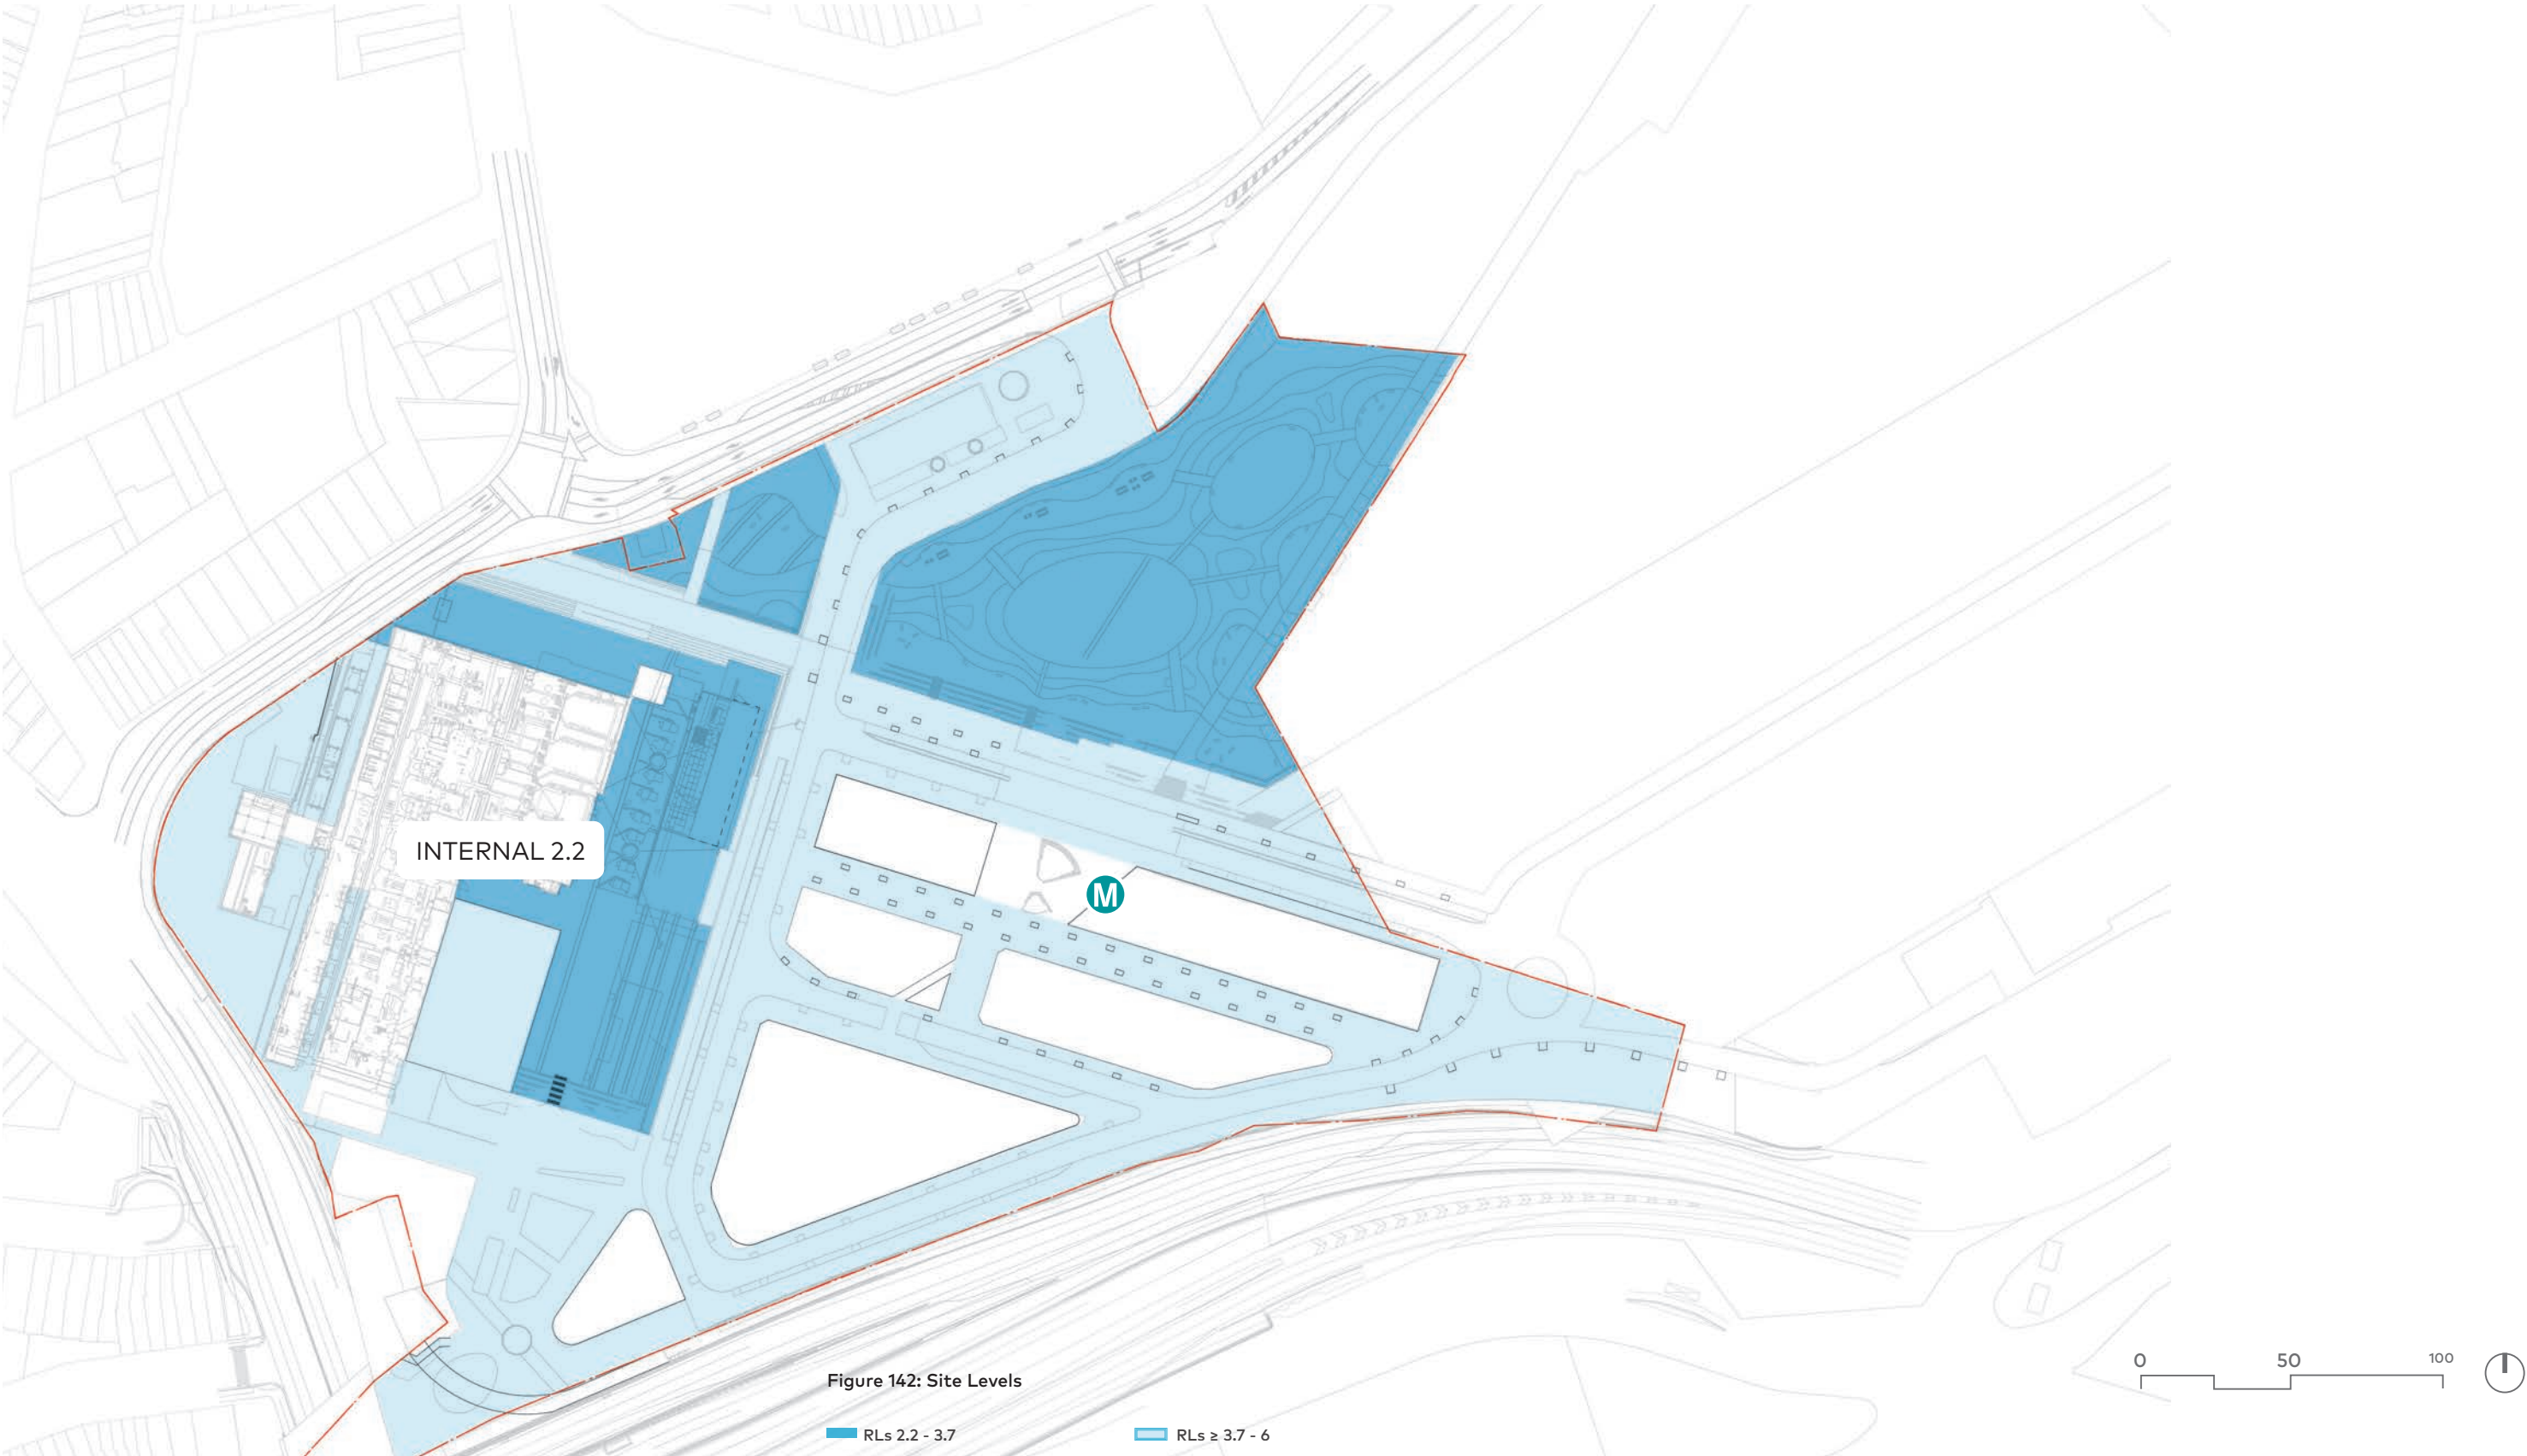 INTERNAL 2.2
M
Figure 142: Site Levels
RLs 2.2 - 3.7
RLs ≥ 3.7 - 6
0 50 100